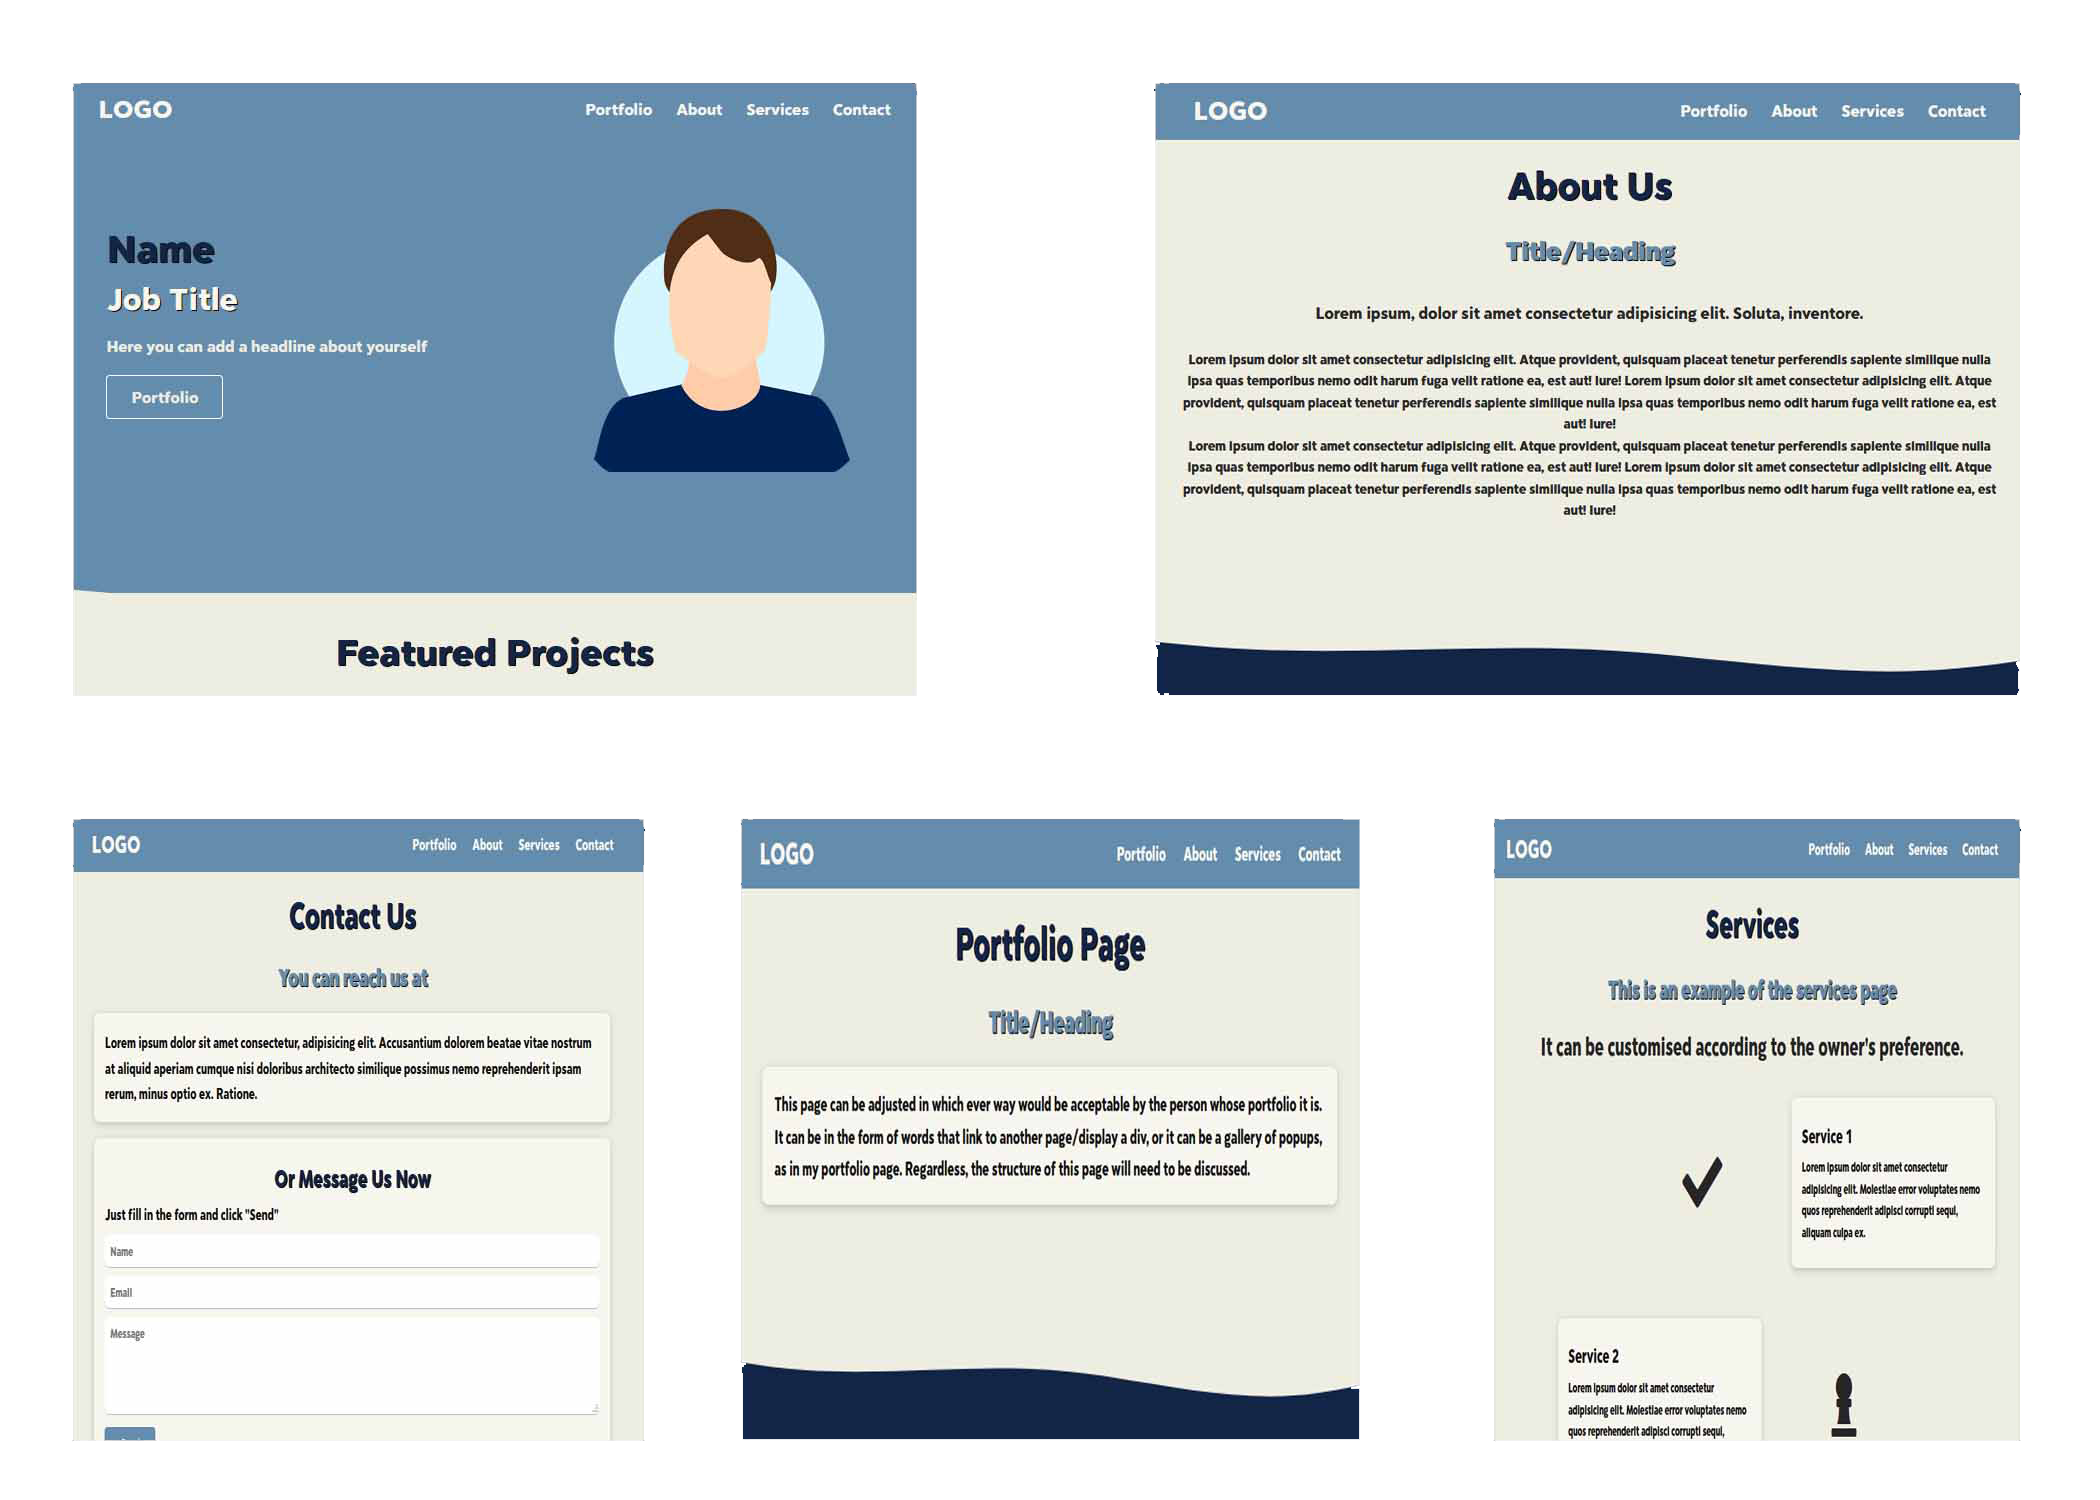 LOGO
Portfolio About Services Contact
Name
Job Title
Here you can add a headline about yourself
Portfolio
Featured Projects
LOGO
Portfolio About Services Contact
About Us
Title/Heading
Lorem ipsum, dolor sit amet consectetur adipisicing elit. Soluta, inventore.
Lorem ipsum dolor sit amet consectetur adipisicing elit. Atque provident, quisquam placeat tenetur perferendis sapiente similique nulla
ipsa quas temporibus nemo odit harum fuga velit ratione ea, est aut! Iure! Lorem ipsum dolor sit amet consectetur adipisicing elit. Atque
provident, quisquam placeat tenetur perferendis sapiente similique nulla ipsa quas temporibus nemo odit harum fuga velit ratione ea, est
aut! Iure!
Lorem ipsum dolor sit amet consectetur adipisicing elit. Atque provident, quisquam placeat tenetur perferendis sapiente similique nulla
ipsa quas temporibus nemo odit harum fuga velit ratione ea, est aut! Iure! Lorem ipsum dolor sit amet consectetur adipisicing elit. Atque
provident, quisquam placeat tenetur perferendis sapiente similique nulla ipsa quas temporibus nemo odit harum fuga velit ratione ea, est
aut! Iure!
LOGO
Portfolio About Services Contact
Contact Us
You can reach us at
Lorem ipsum dolor sit amet consectetur, adipisicing elit. Accusantium dolorem beatae vitae nostrum
at aliquid aperiam cumque nisi doloribus architecto similique possimus nemo reprehenderit ipsam
rerum, minus optio ex. Ratione.
Or Message Us Now
Just fill in the form and click "Send"
Name
Email
Message
LOGO
Portfolio About Services Contact
Portfolio Page
Title/Heading
This page can be adjusted in which ever way would be acceptable by the person whose portfolio it is.
It can be in the form of words that link to another page/display a div, or it can be a gallery of popups,
as in my portfolio page. Regardless, the structure of this page will need to be discussed.
LOGO
Portfolio About Services Contact
Services
This is an example of the services page
It can be customised according to the owner's preference.
Service 1
Lorem ipsum dolor sit amet consectetur
adipisicing elit. Molestiae error voluptates nemo
quos reprehenderit adipisci corrupti sequi,
aliquam culpa ex.
Service 2
Lorem ipsum dolor sit amet consectetur
adipisicing elit. Molestiae error voluptates nemo
quos reprehenderit adipisci corrupti sequi,